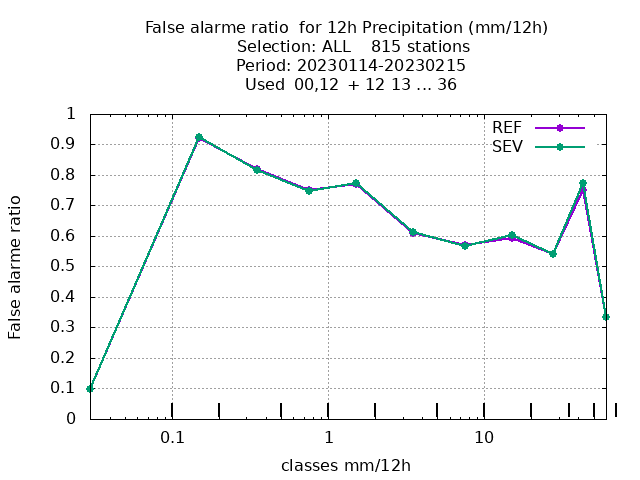 False alarme ratio  for 12h Precipitation (mm/12h)
Selection: ALL    815 stations
Period: 20230114-20230215
Used  00,12  + 12 13 ... 36
REF
SEV
1
0.9
0.8
0.7
0.6
0.5
0.4
0.3
0.2
0.1
0
False alarme ratio
0.1 1 10
classes mm/12h